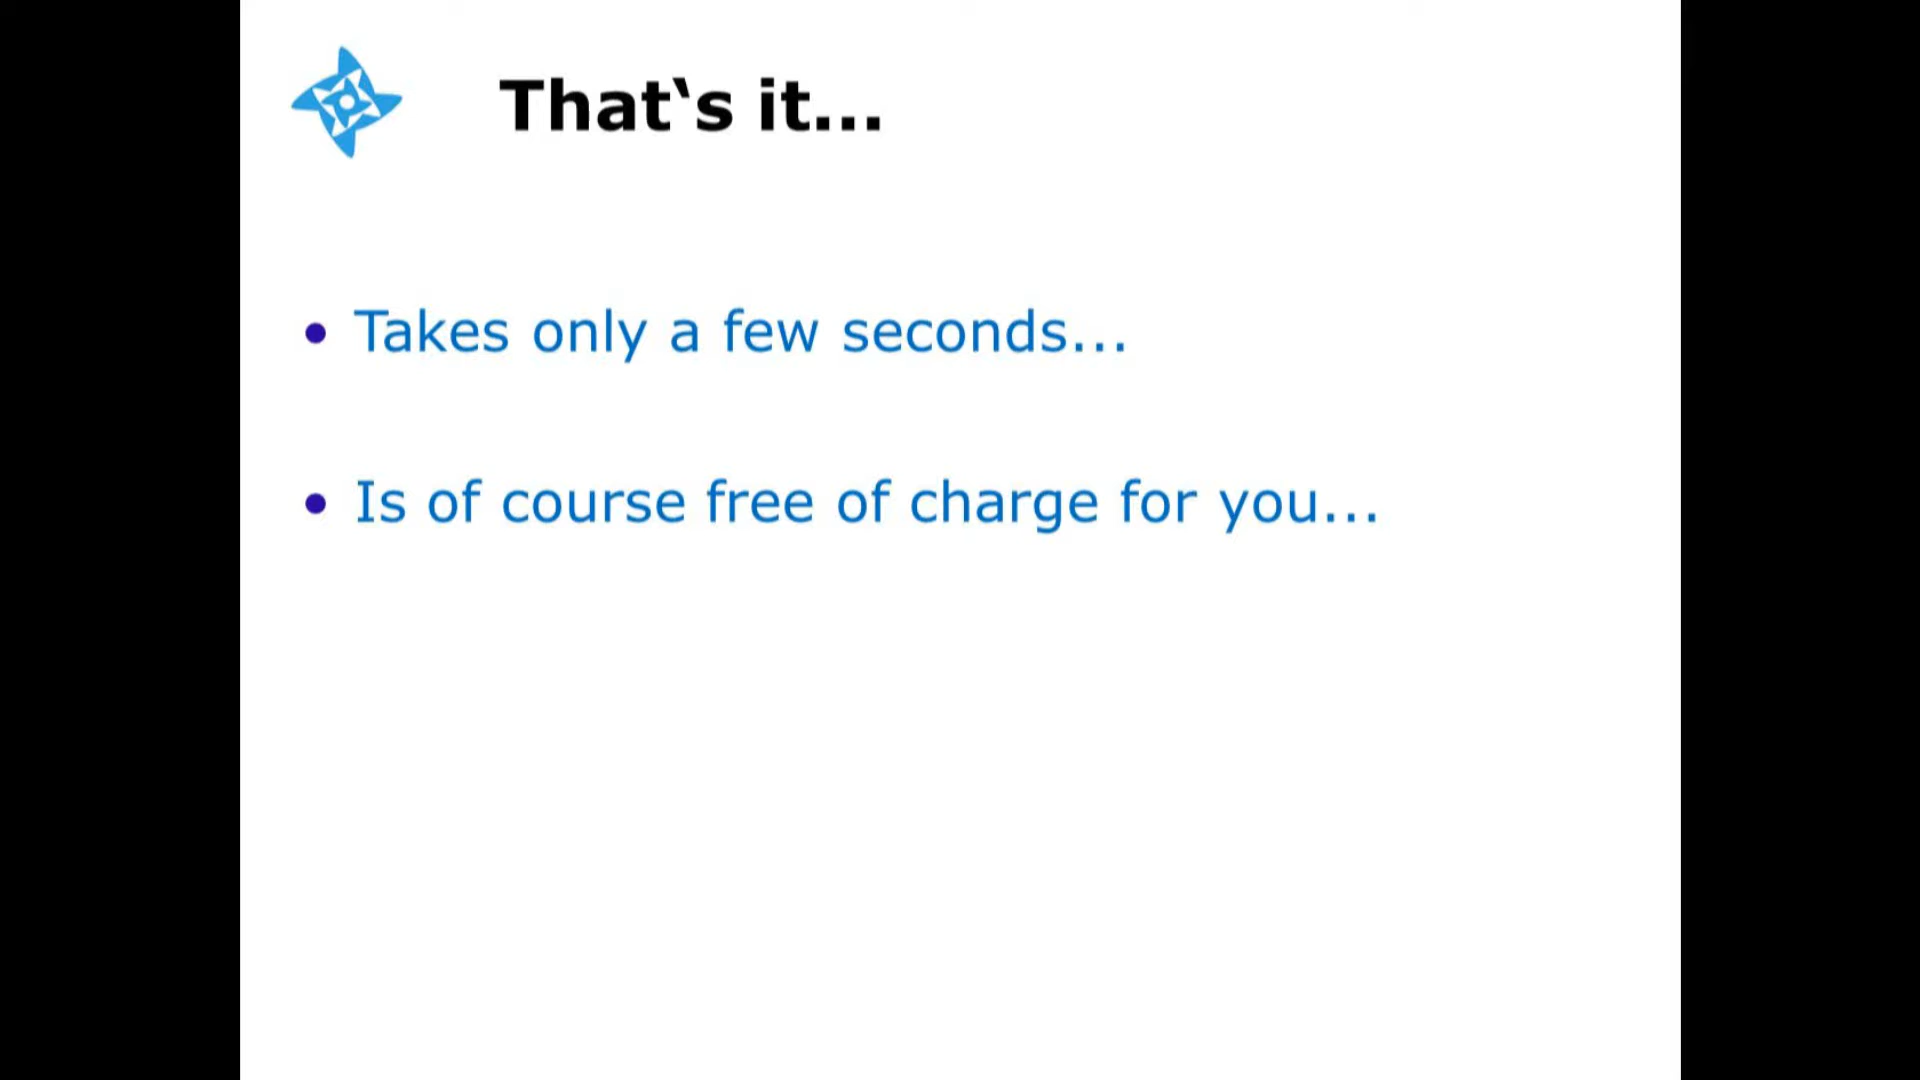 That‘s it...
• Takes only a few seconds...
• Is of course free of charge for you...